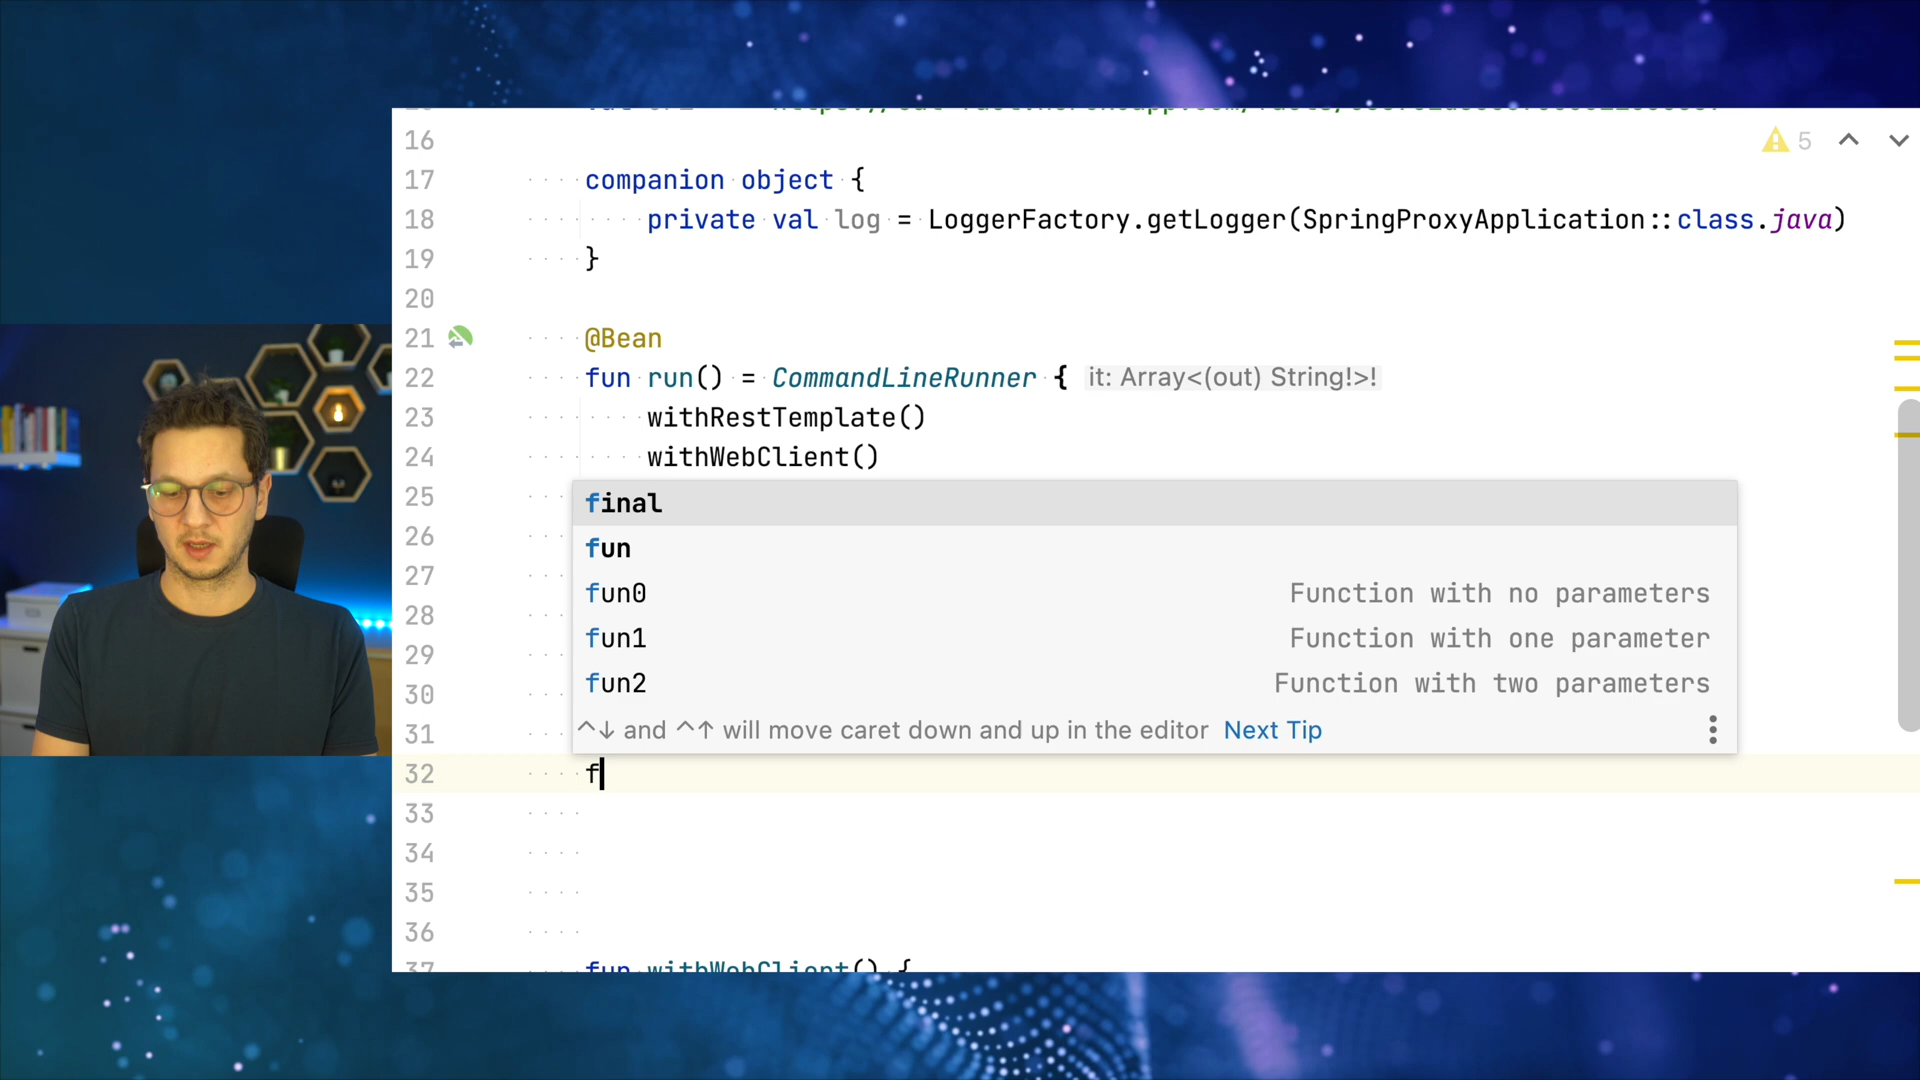 16
5
17 companion object {
18 private val log = LoggerFactory.getLogger(SpringProxyApplication::class.java)
19 }
20
21 @Bean
22 fun run() = CommandLineRunner { it: Array<(out) String!>!
23 withRestTemplate()
24 withWebClient()
25
final
26
fun
27
fun0 Function with no parameters
28
fun1 Function with one parameter
29
fun2 Function with two parameters
30
31
^↓ and ^↑ will move caret down and up in the editor Next Tip
32 f
33
34
35
36
37 fun withWebClient() {